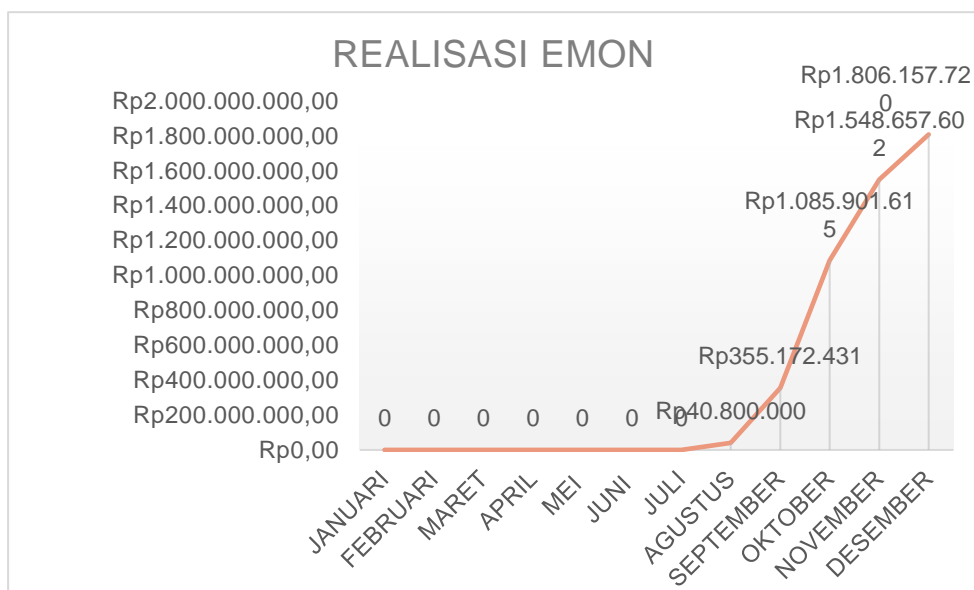 REALISASI EMON
Rp2.000.000.000,00
Rp1.800.000.000,00
Rp1.600.000.000,00
Rp1.400.000.000,00
Rp1.200.000.000,00
Rp1.000.000.000,00
Rp800.000.000,00
Rp600.000.000,00
Rp400.000.000,00
Rp200.000.000,00
Rp0,00
0 0 0 0 0 0 0
Rp40.800.000
Rp355.172.431
Rp1.085.901.61
5
Rp1.548.657.60
2
Rp1.806.157.72
0
JANUARI
FEBRUARI
MARET
APRIL
MEI
JUNI
JULI
AGUSTUS
SEPTEMBER
OKTOBER
NOVEMBER
DESEMBER